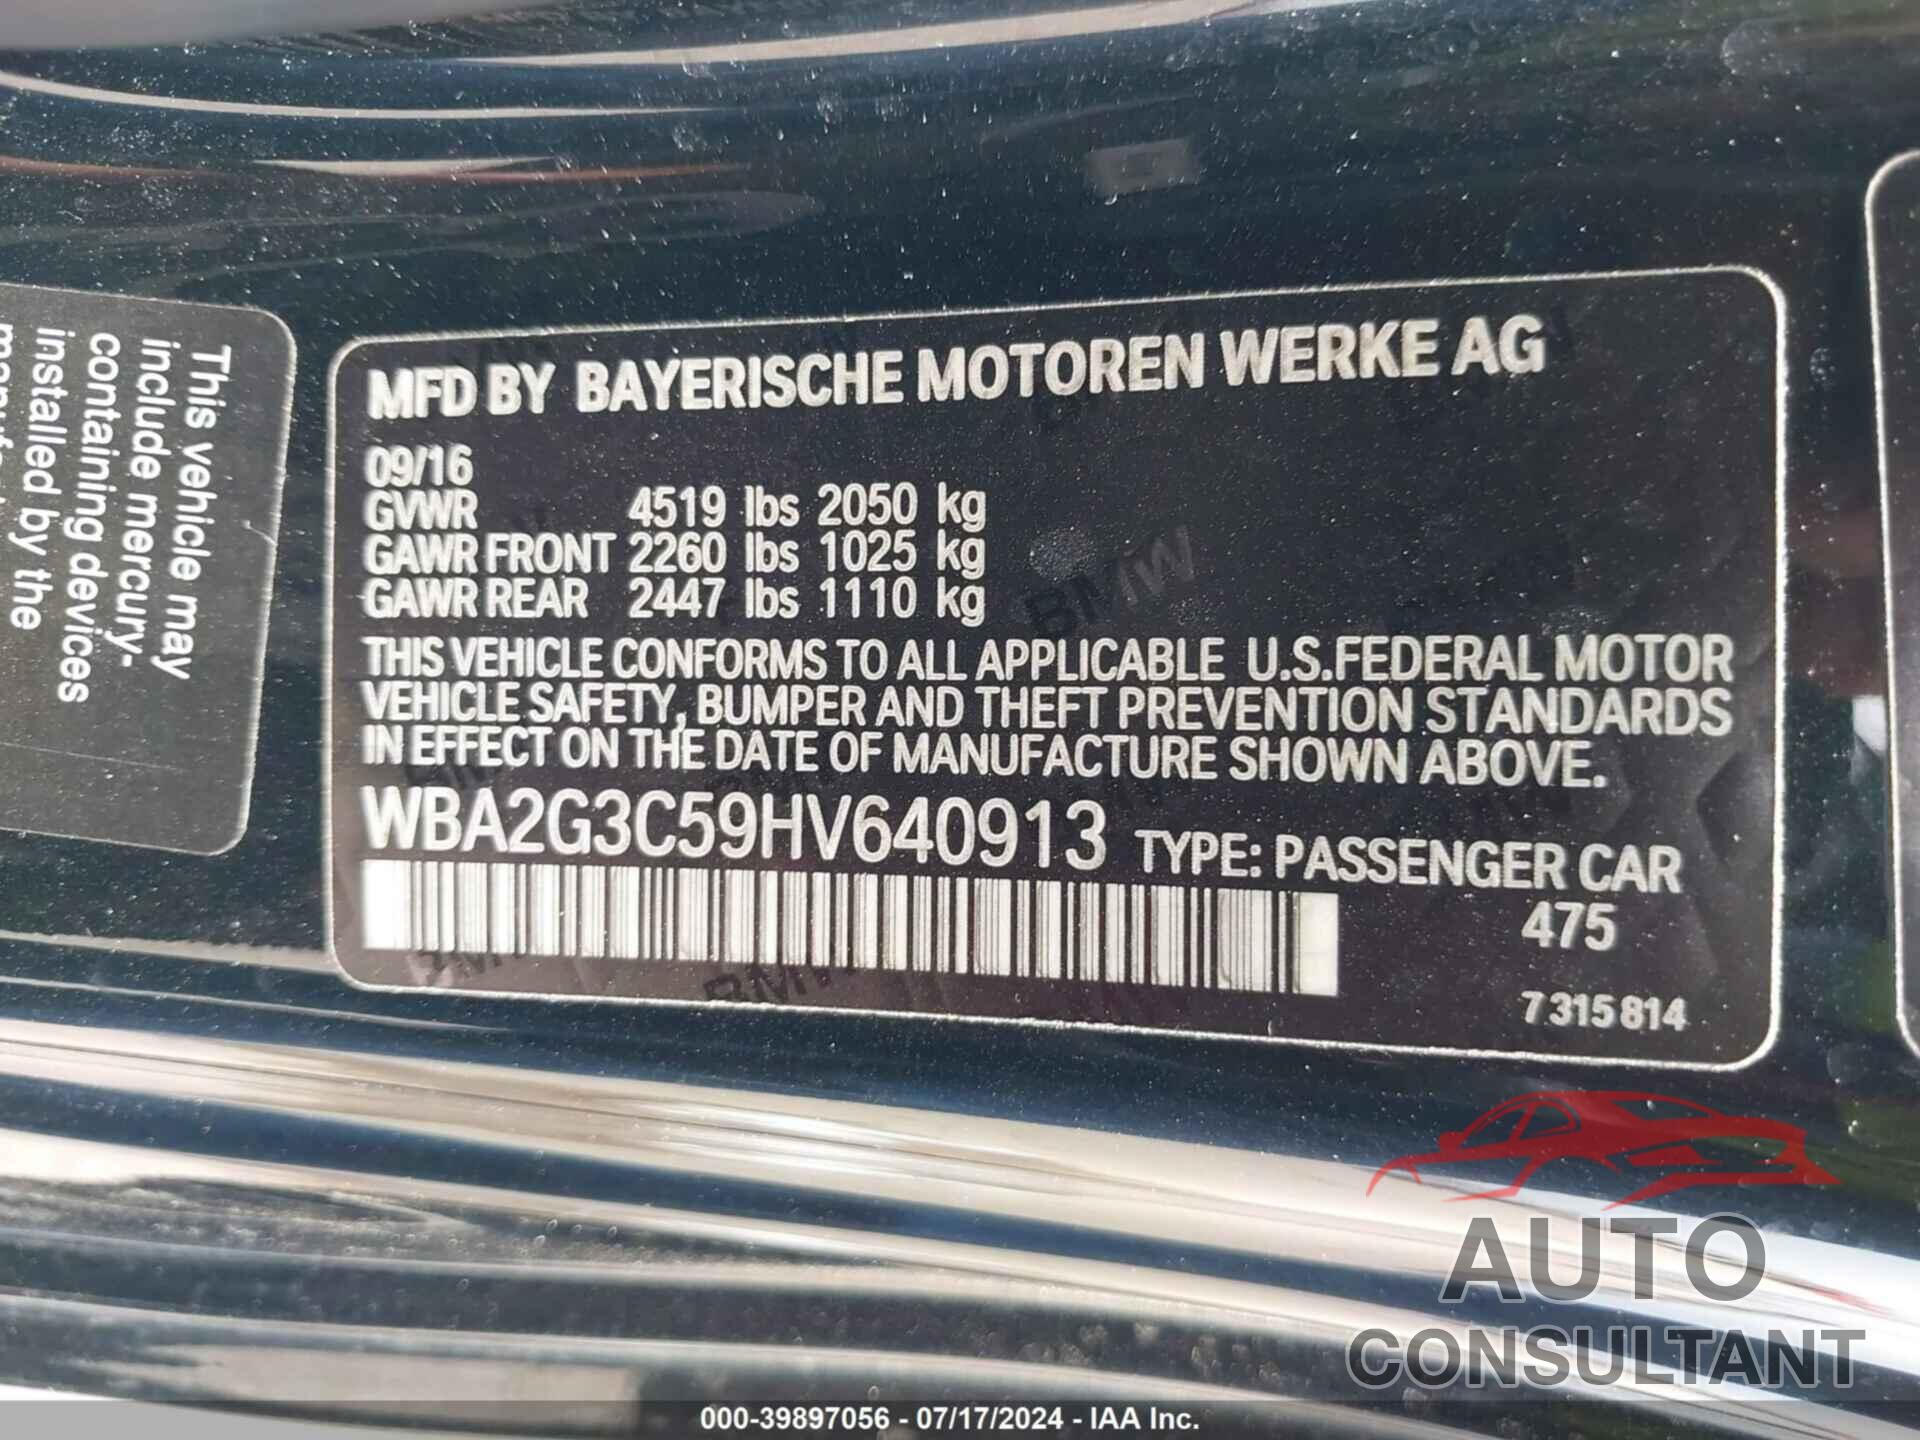 This vehicle may
include mercury-
containing devices
installed by the
MFD BY BAYERISCHE MOTOREN WERKE AG
09/16
GVWR 4519 lbs 2050 kg
GAWR FRONT 2260 lbs 1025 kg
GAWR REAR 2447 lbs 1110 kg
THIS VEHICLE CONFORMS TO ALL APPLICABLE U.S.FEDERAL MOTOR
VEHICLE SAFETY, BUMPER AND THEFT PREVENTION STANDARDS
IN EFFECT ON THE DATE OF MANUFACTURE SHOWN ABOVE.
WBA2G3C59HV640913 TYPE: PASSENGER CAR
475
7 315 814
BMW
BMW
BMW
AUTO
CONSULTANT
000-39897056 - 07/17/2024 - IAA Inc.